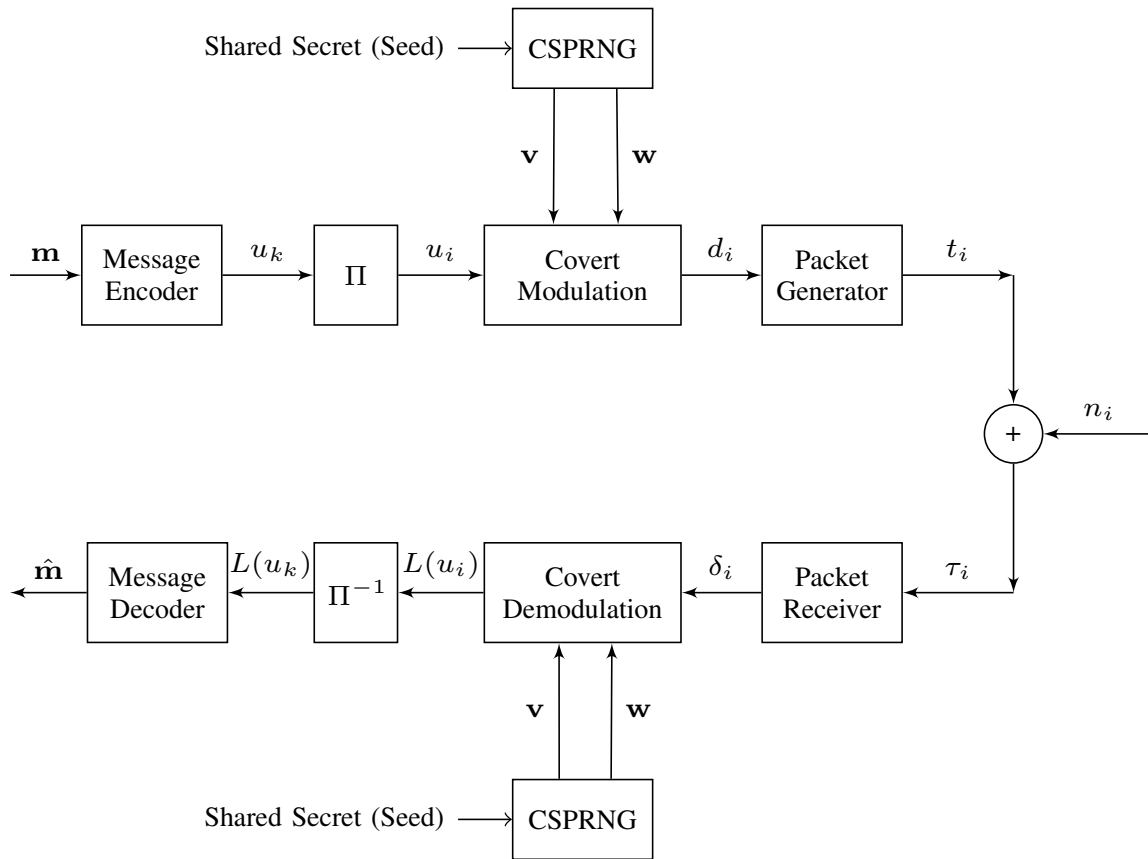 Shared Secret (Seed)
CSPRNG
v
w
m
Message
Encoder
u_k
Π
u_i
Covert
Modulation
d_i
Packet
Generator
t_i
+
n_i
m̂
Message
Decoder
L(u_k)
Π⁻¹
L(u_i)
Covert
Demodulation
δ_i
Packet
Receiver
τ_i
v
w
Shared Secret (Seed)
CSPRNG